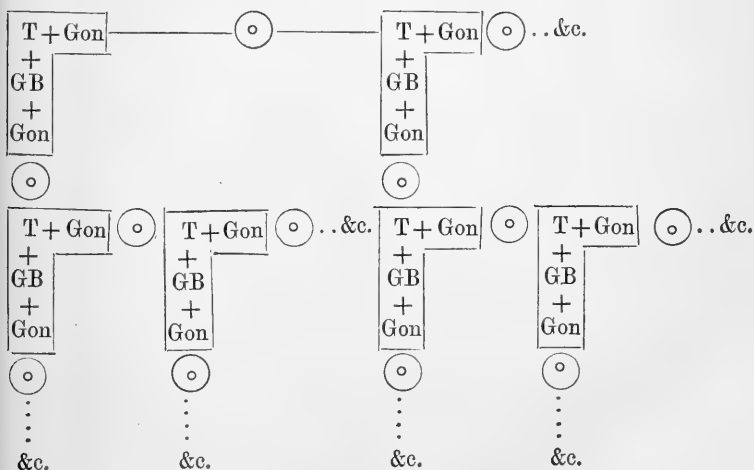 T + Gon T + Gon . . &c.
+ +
GB GB
+ +
Gon Gon
T + Gon T + Gon . . &c. T + Gon T + Gon . . &c.
+ + + +
GB GB GB GB
+ + + +
Gon Gon Gon Gon
&c. &c. &c. &c.